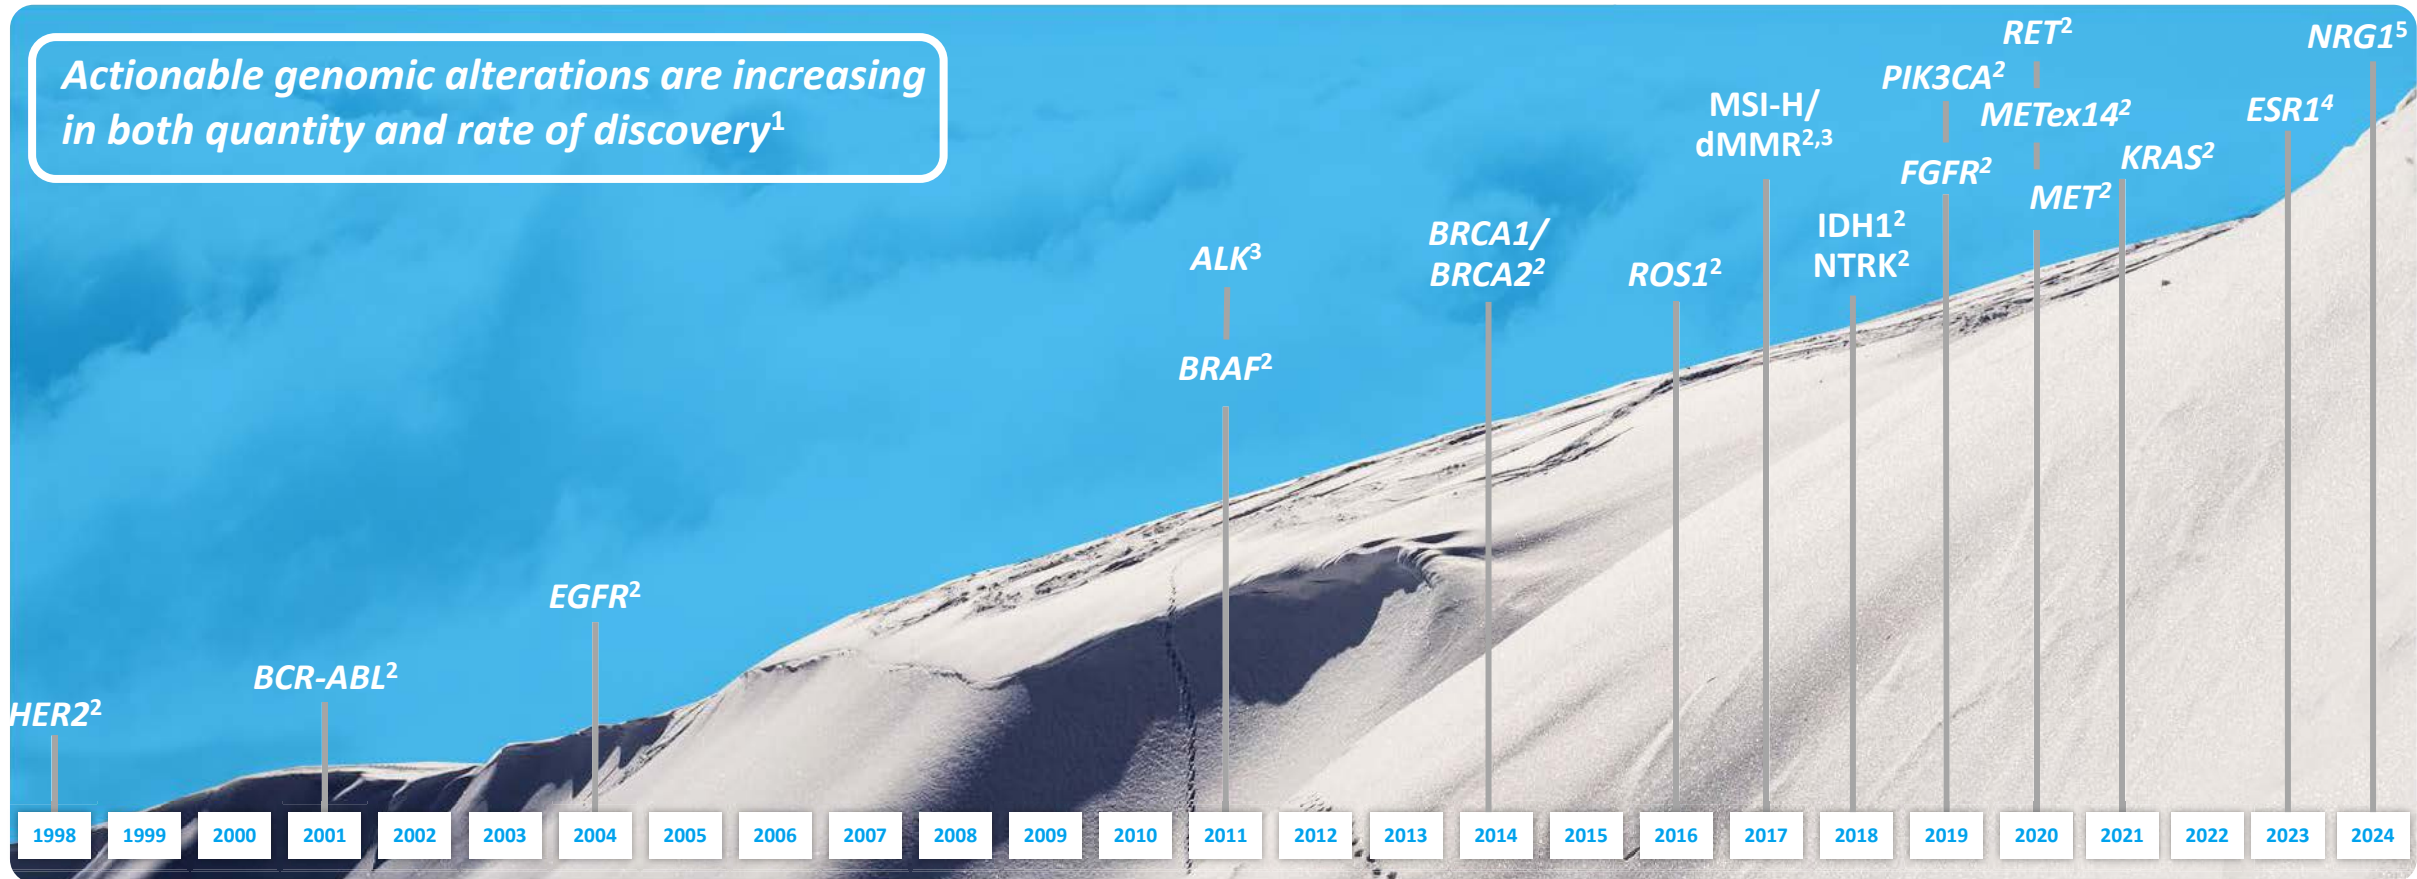 Actionable genomic alterations are increasing
in both quantity and rate of discovery¹
HER2²
BCR-ABL²
EGFR²
ALK³
BRAF²
BRCA1/
BRCA2²
ROS1²
MSI-H/
dMMR²,³
IDH1²
NTRK²
PIK3CA²
FGFR²
RET²
METex14²
MET²
KRAS²
ESR1⁴
NRG1⁵
1998 1999 2000 2001 2002 2003 2004 2005 2006 2007 2008 2009 2010 2011 2012 2013 2014 2015 2016 2017 2018 2019 2020 2021 2022 2023 2024